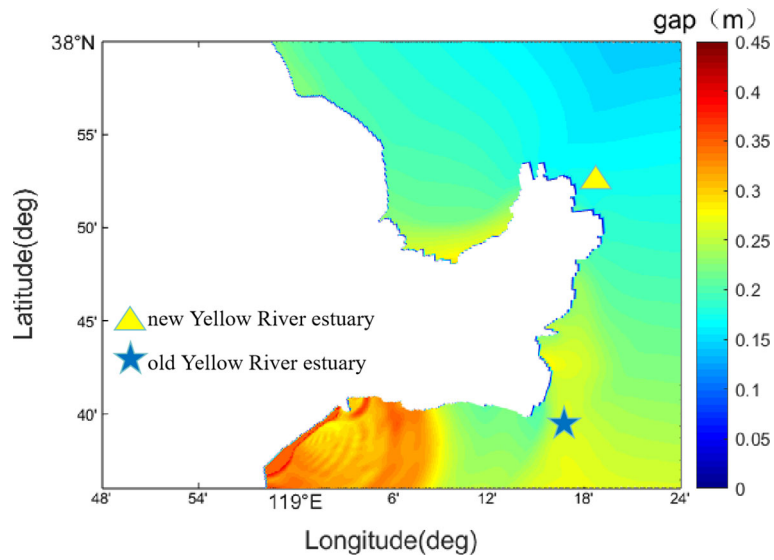 gap（m）
38°N
0.45
0.4
55'
0.35
0.3
50'
0.25
Latitude(deg)
new Yellow River estuary
45'
0.2
old Yellow River estuary
0.15
40'
0.1
0.05
0
48'
54'
119°E
6'
12'
18'
24'
Longitude(deg)